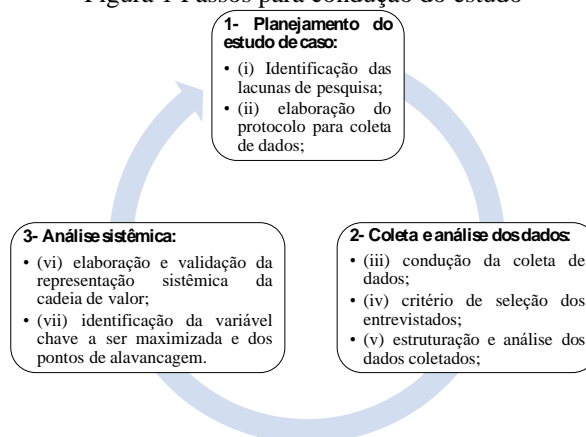 Figura 1 Passos para condução do estudo
1- Planejamento do
estudo de caso:
• (i) Identificação das
lacunas de pesquisa;
• (ii) elaboração do
protocolo para coleta
de dados;
3- Análise sistêmica:
• (vi) elaboração e validação da
representação sistêmica da
cadeia de valor;
• (vii) identificação da variável
chave a ser maximizada e dos
pontos de alavancagem.
2- Coleta e análise dos dados:
• (iii) condução da coleta de
dados;
• (iv) critério de seleção dos
entrevistados;
• (v) estruturação e análise dos
dados coletados;